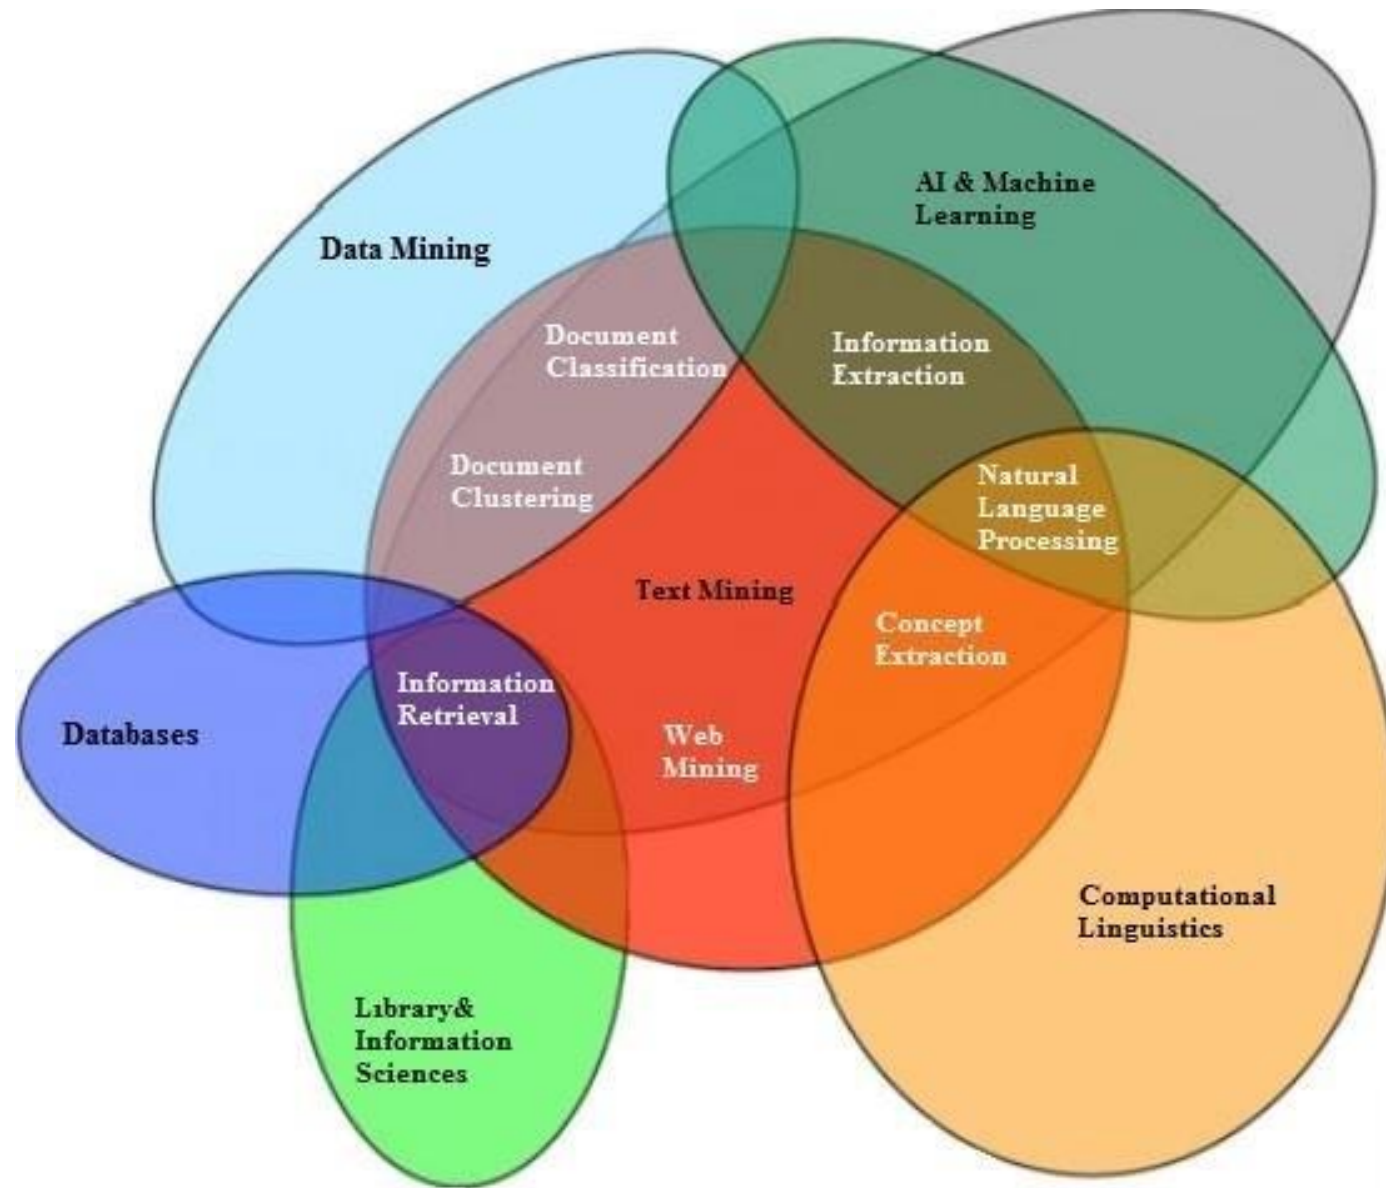 AI & Machine
Learning
Data Mining
Document
Classification
Information
Extraction
Document
Clustering
Natural
Language
Processing
Text Mining
Concept
Extraction
Information
Retrieval
Databases
Web
Mining
Computational
Linguistics
Library&
Information
Sciences